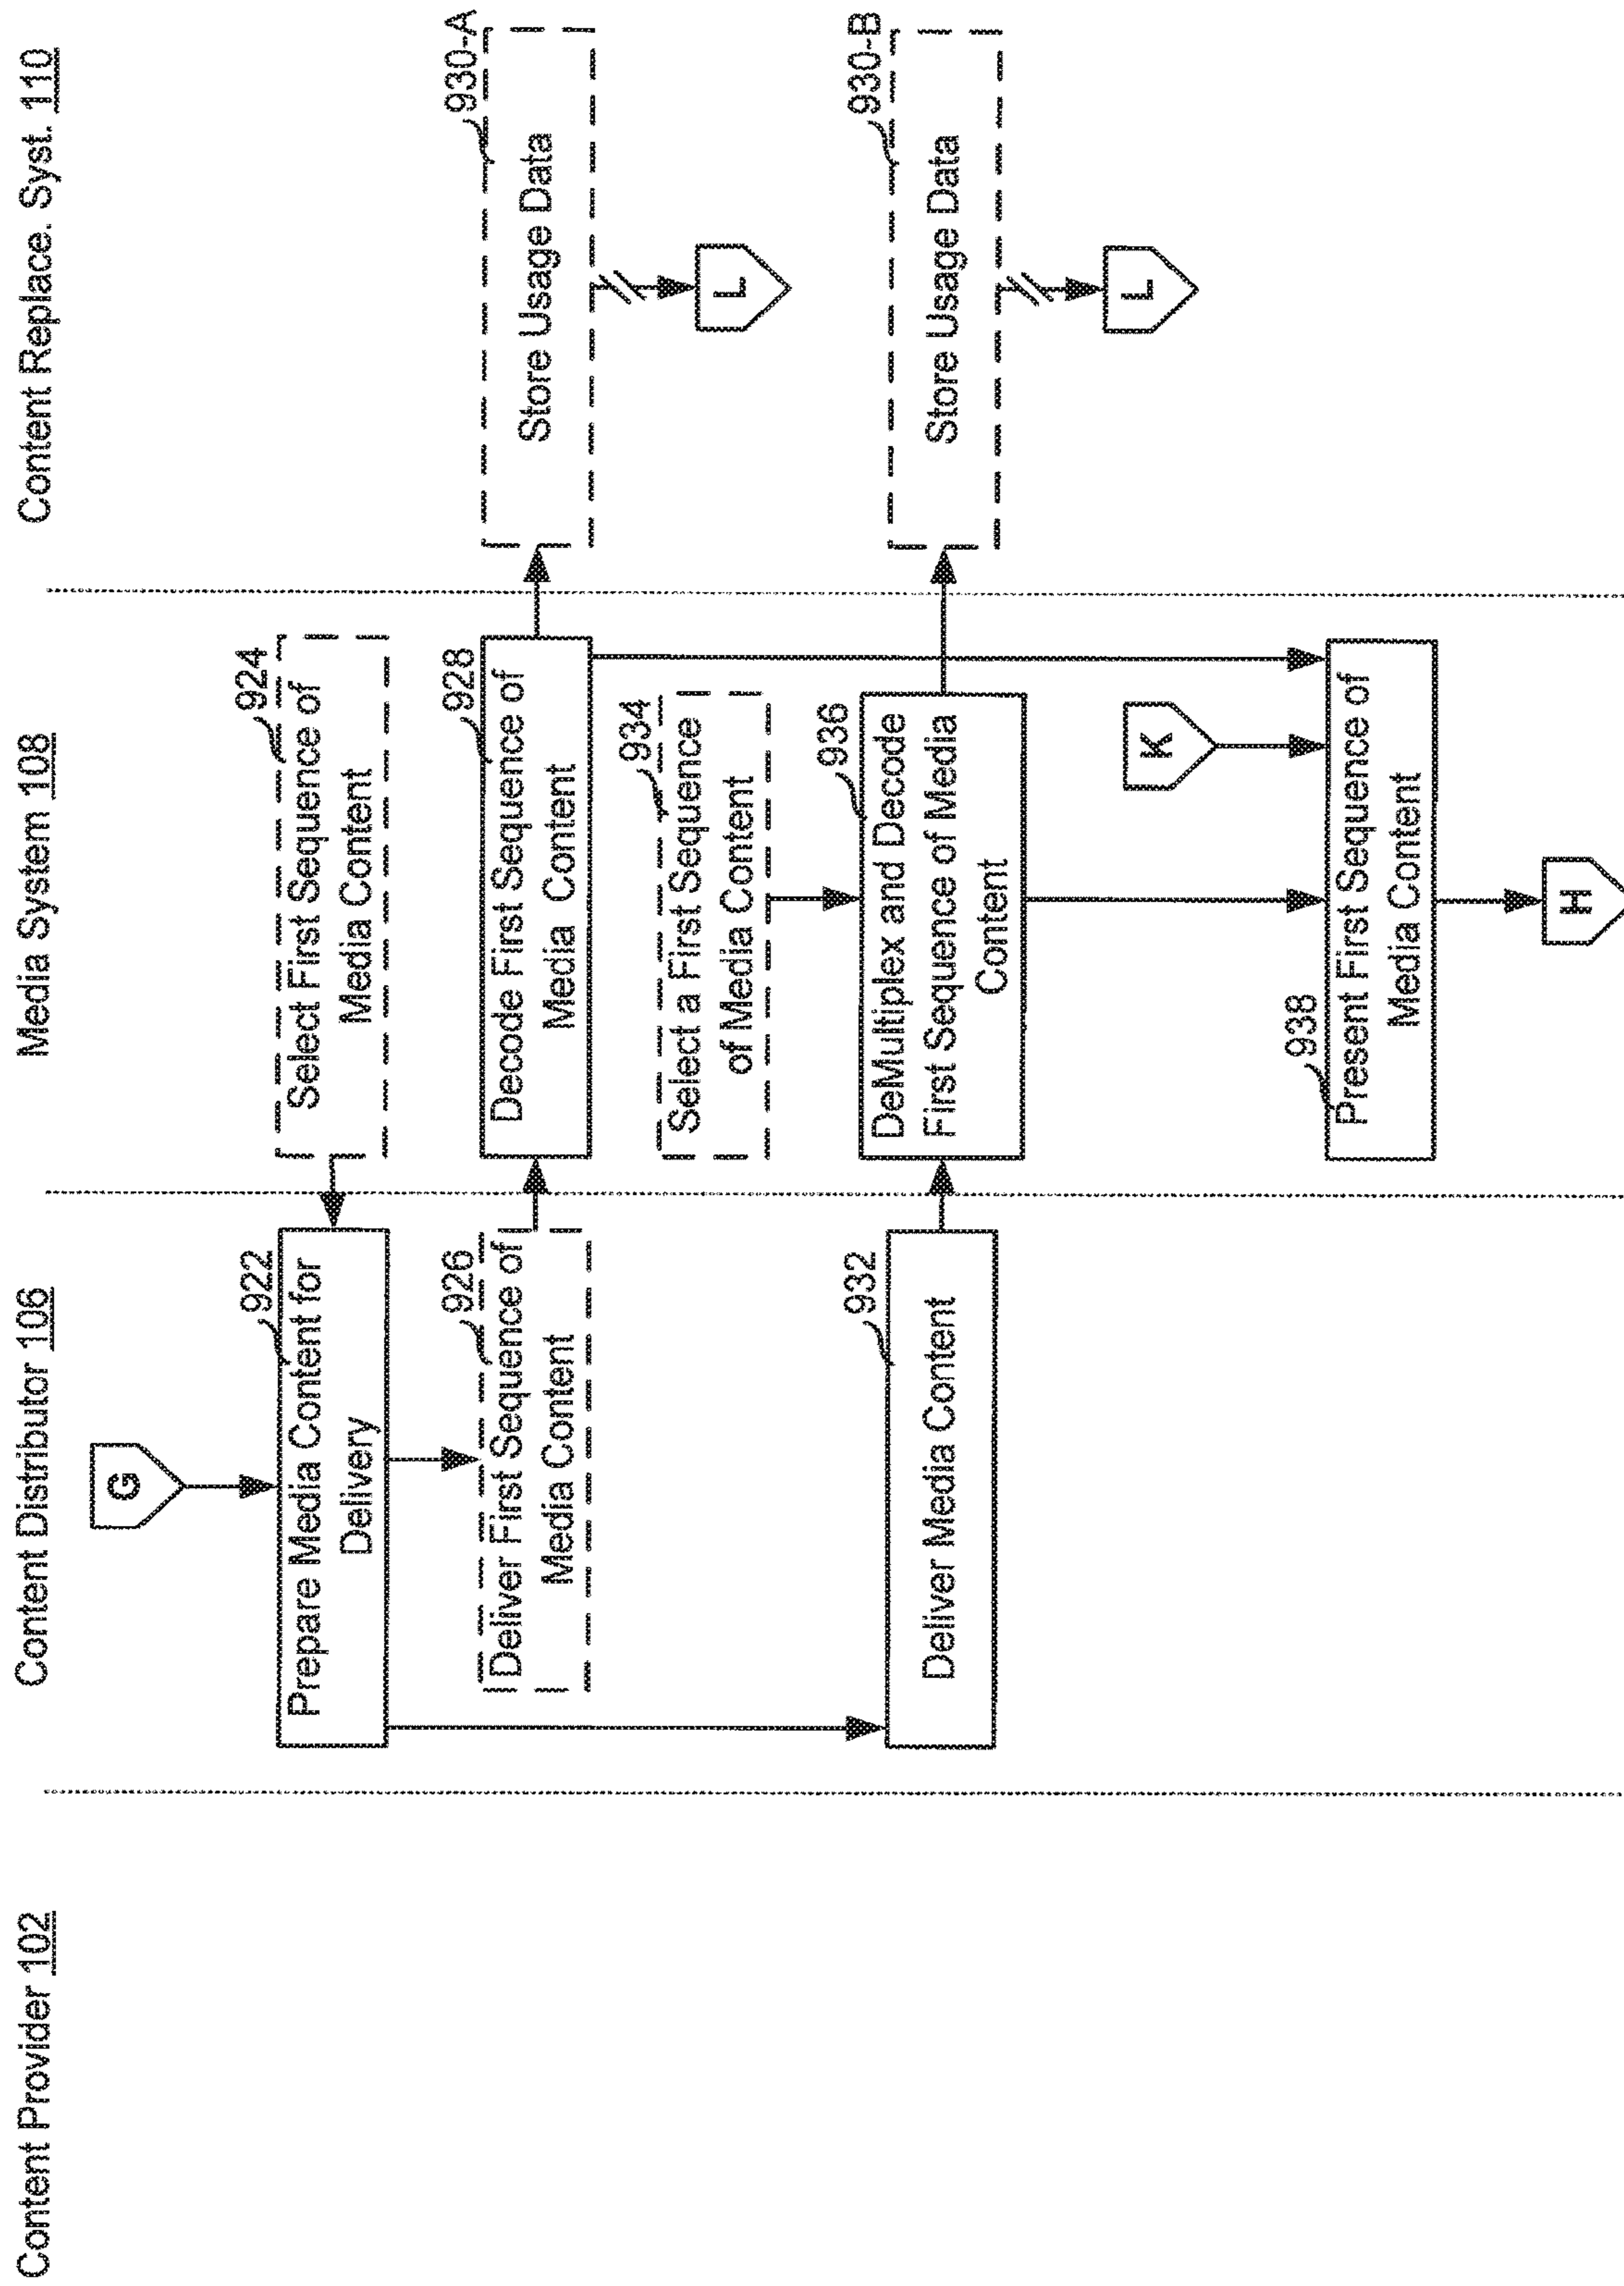 Content Provider 102
Content Distributor 106
Media System 108
Content Replace. Syst. 110
G
922
Prepare Media Content for
Delivery
924
Select First Sequence of
Media Content
926
Deliver First Sequence of
Media Content
928
Decode First Sequence of
Media Content
930-A
Store Usage Data
L
934
Select a First Sequence
of Media Content
932
Deliver Media Content
936
DeMultiplex and Decode
First Sequence of Media
Content
930-B
Store Usage Data
L
K
938
Present First Sequence of
Media Content
H